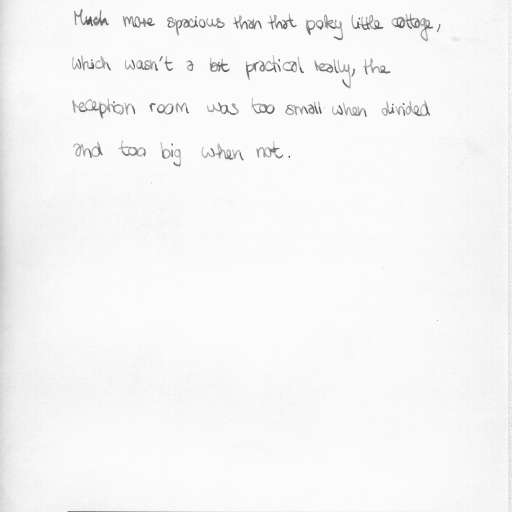 Much more spacious than that poky little cottage,
which wasn't a bit practical really, the
reception room was too small when divided
and too big when not.